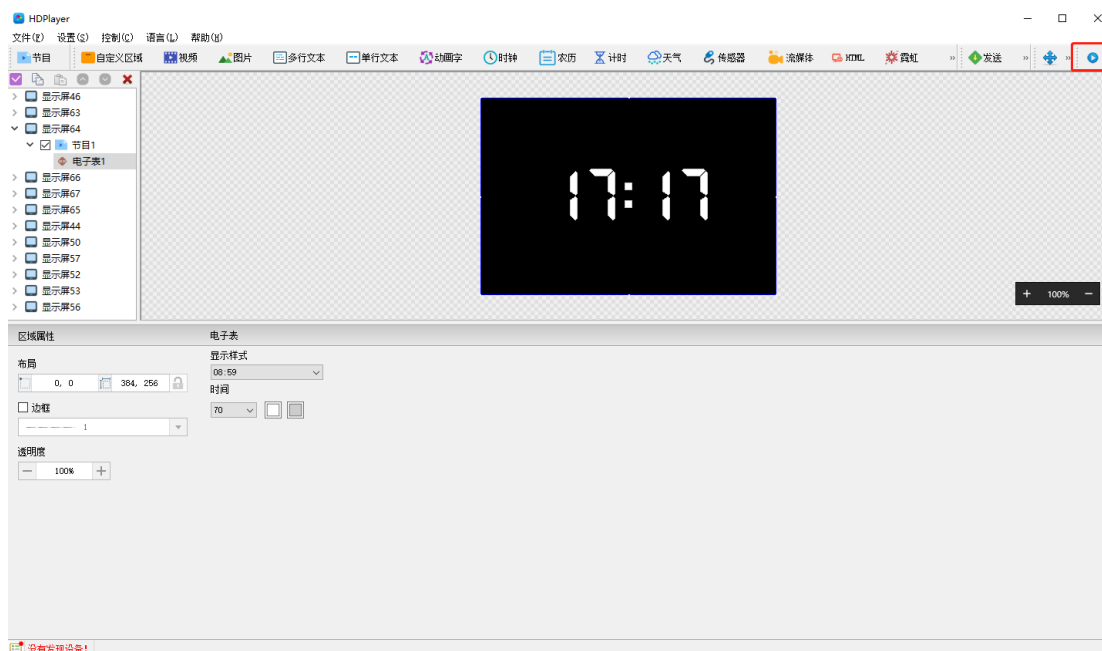 HDPlayer
文件(F) 设置(S) 控制(C) 语言(L) 帮助(H)
节目 自定义区域 视频 图片 多行文本 单行文本 动画字 时钟 农历 计时 天气 传感器 流媒体 HTML 霓虹 » 发送 » »
显示屏46
显示屏63
显示屏64
节目1
电子表1
显示屏66
显示屏67
显示屏65
显示屏44
显示屏50
显示屏57
显示屏52
显示屏53
显示屏56
17:17
+ 100% −
区域属性 电子表
布局
0, 0 384, 256
边框
1
透明度
− 100% +
显示样式
08:59
时间
70
没有发现设备!